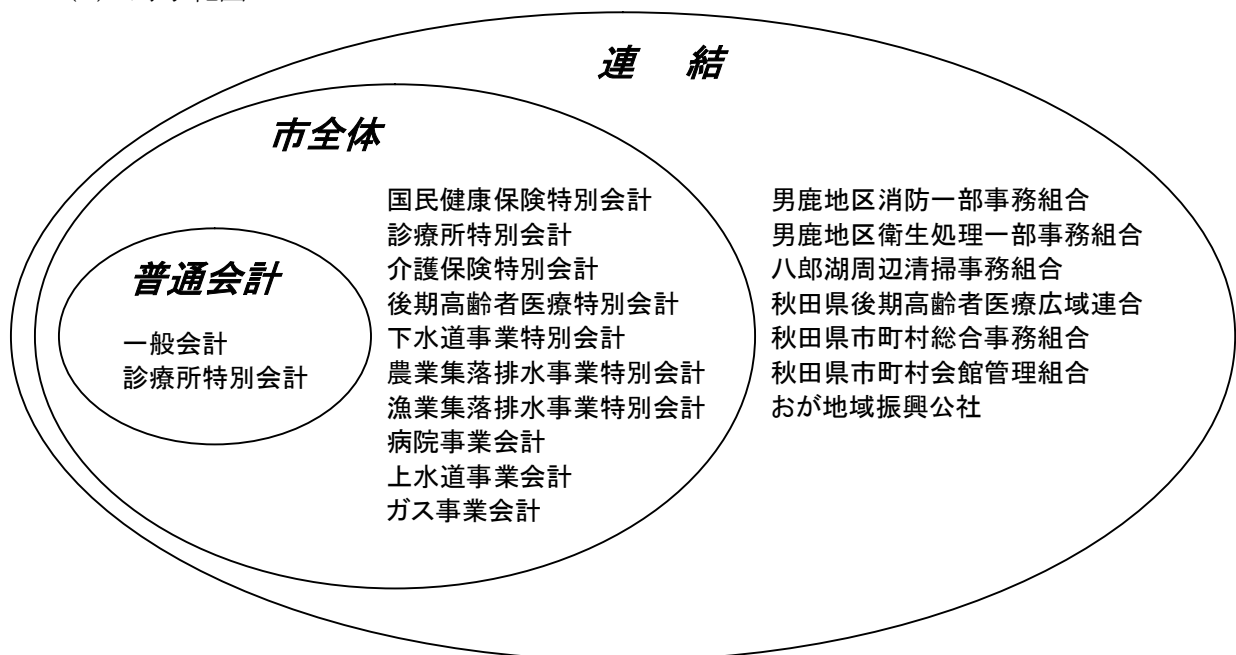 連 結
市全体
国民健康保険特別会計
診療所特別会計
介護保険特別会計
後期高齢者医療特別会計
下水道事業特別会計
農業集落排水事業特別会計
漁業集落排水事業特別会計
病院事業会計
上水道事業会計
ガス事業会計
普通会計
一般会計
診療所特別会計
男鹿地区消防一部事務組合
男鹿地区衛生処理一部事務組合
八郎湖周辺清掃事務組合
秋田県後期高齢者医療広域連合
秋田県市町村総合事務組合
秋田県市町村会館管理組合
おが地域振興公社